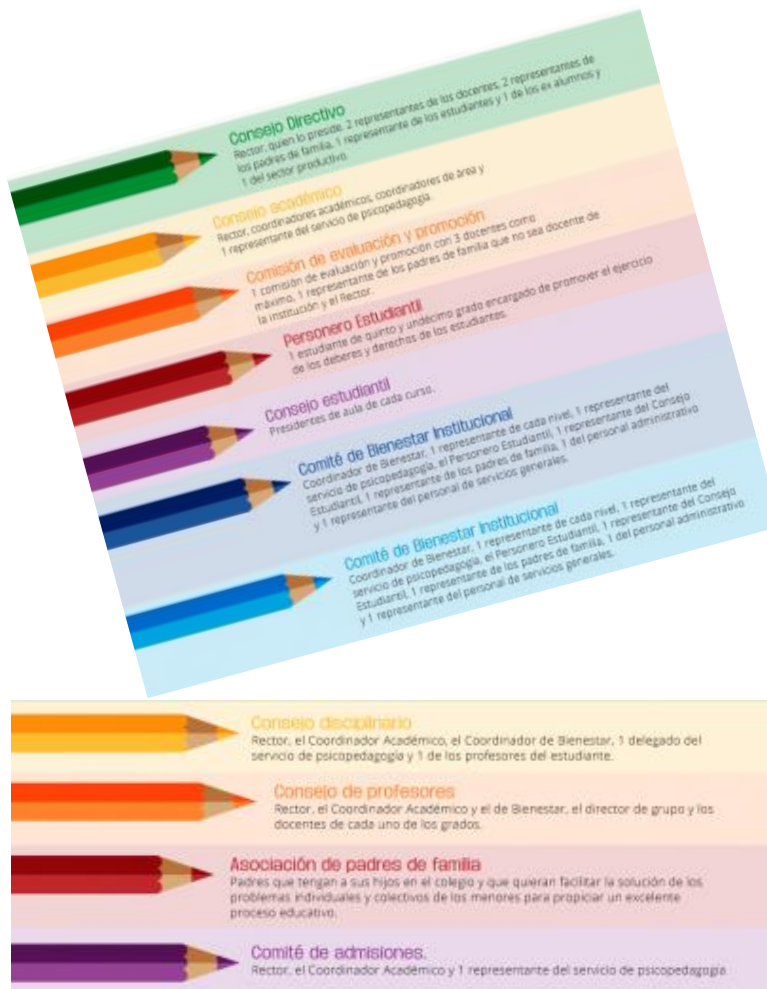 Consejo Directivo
Rector, quien lo preside, 2 representantes de los docentes, 2 representantes de
los padres de familia, 1 representante de los estudiantes y 1 de los ex alumnos y
1 del sector productivo.
Consejo académico
Rector, coordinadores académicos, coordinadores de área y
1 representante del servicio de psicopedagogía.
Comisión de evaluación y promoción
1 comisión de evaluación y promoción con 3 docentes como
máximo, 1 representante de los padres de familia que no sea docente de
la institución y el Rector.
Personero Estudiantil
1 estudiante de quinto y undécimo grado encargado de promover el ejercicio
de los deberes y derechos de los estudiantes.
Consejo estudiantil
Presidentes de aula de cada curso.
Comité de Bienestar Institucional
Coordinador de Bienestar, 1 representante de cada nivel, 1 representante del
servicio de psicopedagogía, el Personero Estudiantil, 1 representante del Consejo
Estudiantil, 1 representante de los padres de familia, 1 del personal administrativo
y 1 representante del personal de servicios generales.
Comité de Bienestar Institucional
Coordinador de Bienestar, 1 representante de cada nivel, 1 representante del
servicio de psicopedagogía, el Personero Estudiantil, 1 representante del Consejo
Estudiantil, 1 representante de los padres de familia, 1 del personal administrativo
y 1 representante del personal de servicios generales.
Consejo disciplinario
Rector, el Coordinador Académico, el Coordinador de Bienestar, 1 delegado del
servicio de psicopedagogía y 1 de los profesores del estudiante.
Consejo de profesores
Rector, el Coordinador Académico y el de Bienestar, el director de grupo y los
docentes de cada uno de los grados.
Asociación de padres de familia
Padres que tengan a sus hijos en el colegio y que quieran facilitar la solución de los
problemas individuales y colectivos de los menores para propiciar un excelente
proceso educativo.
Comité de admisiones.
Rector, el Coordinador Académico y 1 representante del servicio de psicopedagogía